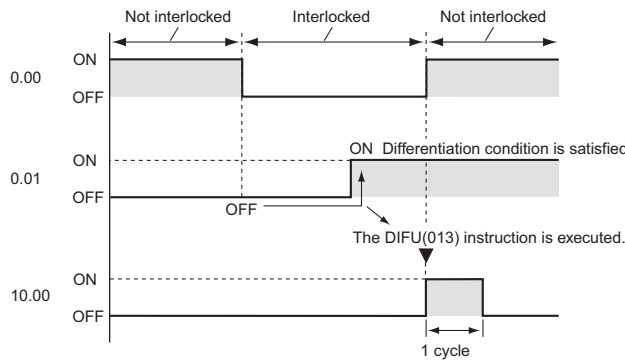 Not interlocked Interlocked Not interlocked
ON
0.00
OFF
ON Differentiation condition is satisfied
ON
0.01
OFF
OFF
The DIFU(013) instruction is executed.
ON
10.00
OFF
1 cycle